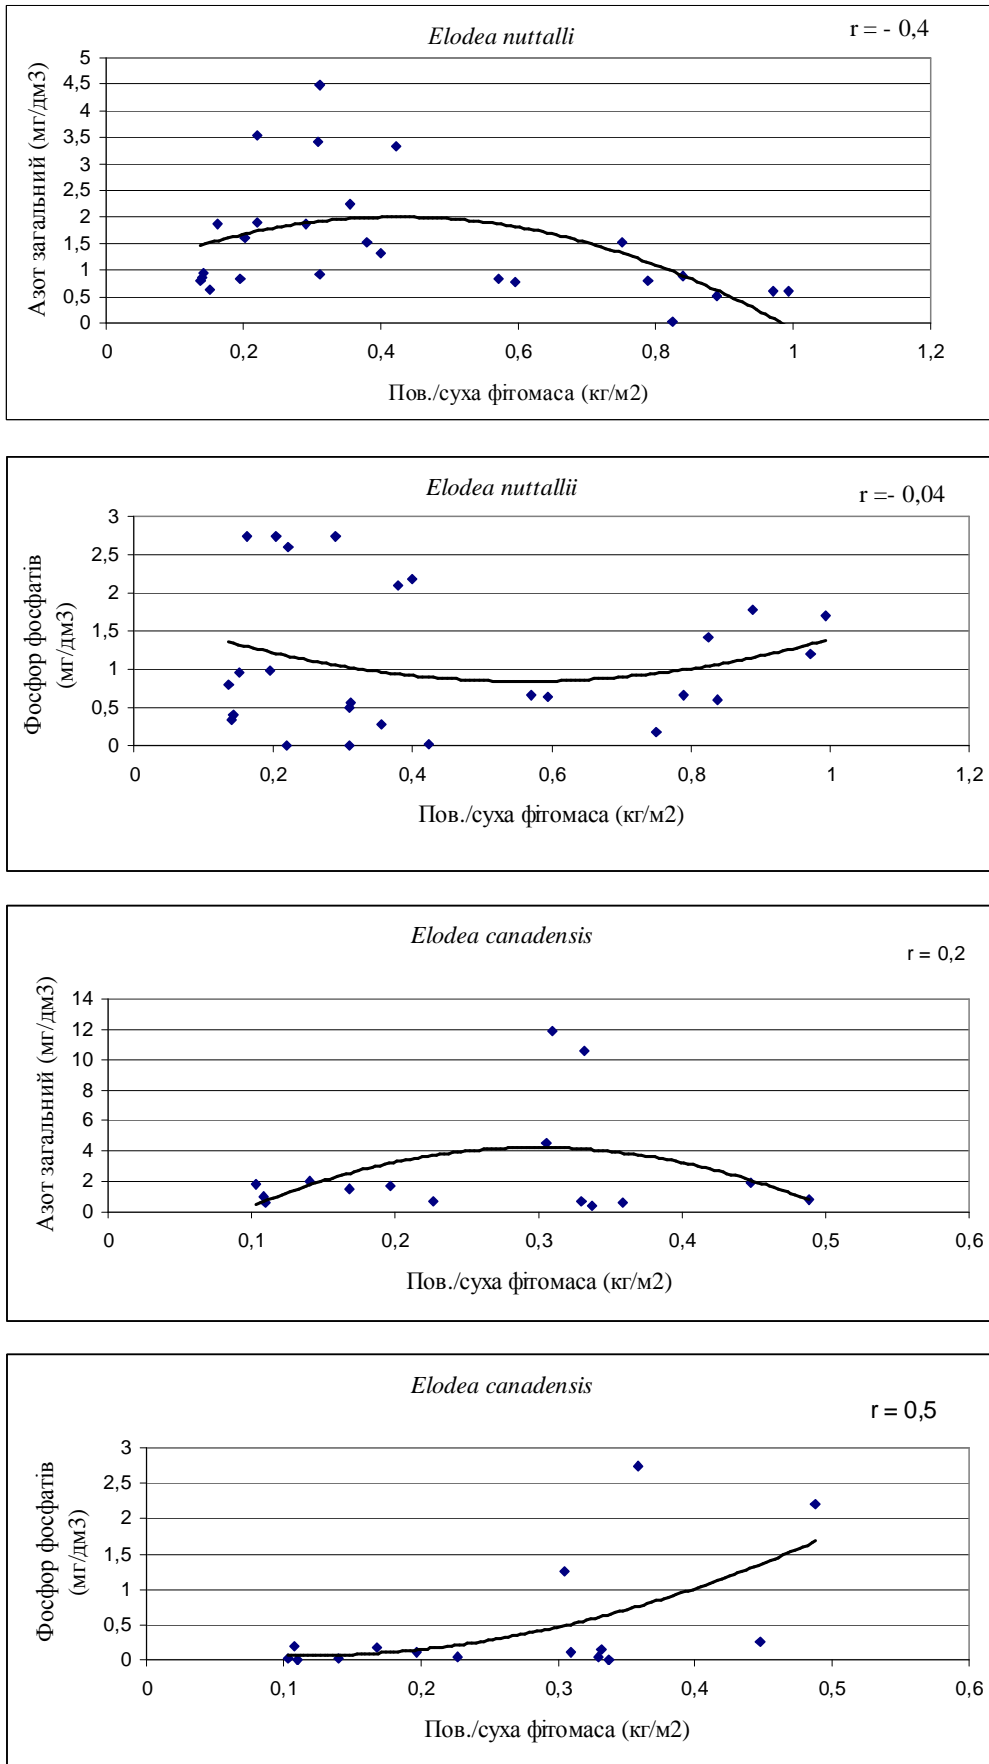 Elodea nuttalli
r = - 0,4
Азот загальний (мг/дм3)
5
4,5
4
3,5
3
2,5
2
1,5
1
0,5
0
0 0,2 0,4 0,6 0,8 1 1,2
Пов./суха фітомаса (кг/м2)
Elodea nuttallii
r =- 0,04
Фосфор фосфатів
(мг/дм3)
3
2,5
2
1,5
1
0,5
0
0 0,2 0,4 0,6 0,8 1 1,2
Пов./суха фітомаса (кг/м2)
Elodea canadensis
r = 0,2
Азот загальний (мг/дм3)
14
12
10
8
6
4
2
0
0 0,1 0,2 0,3 0,4 0,5 0,6
Пов./суха фітомаса (кг/м2)
Elodea canadensis
r = 0,5
Фосфор фосфатів
(мг/дм3)
3
2,5
2
1,5
1
0,5
0
0 0,1 0,2 0,3 0,4 0,5 0,6
Пов./суха фітомаса (кг/м2)